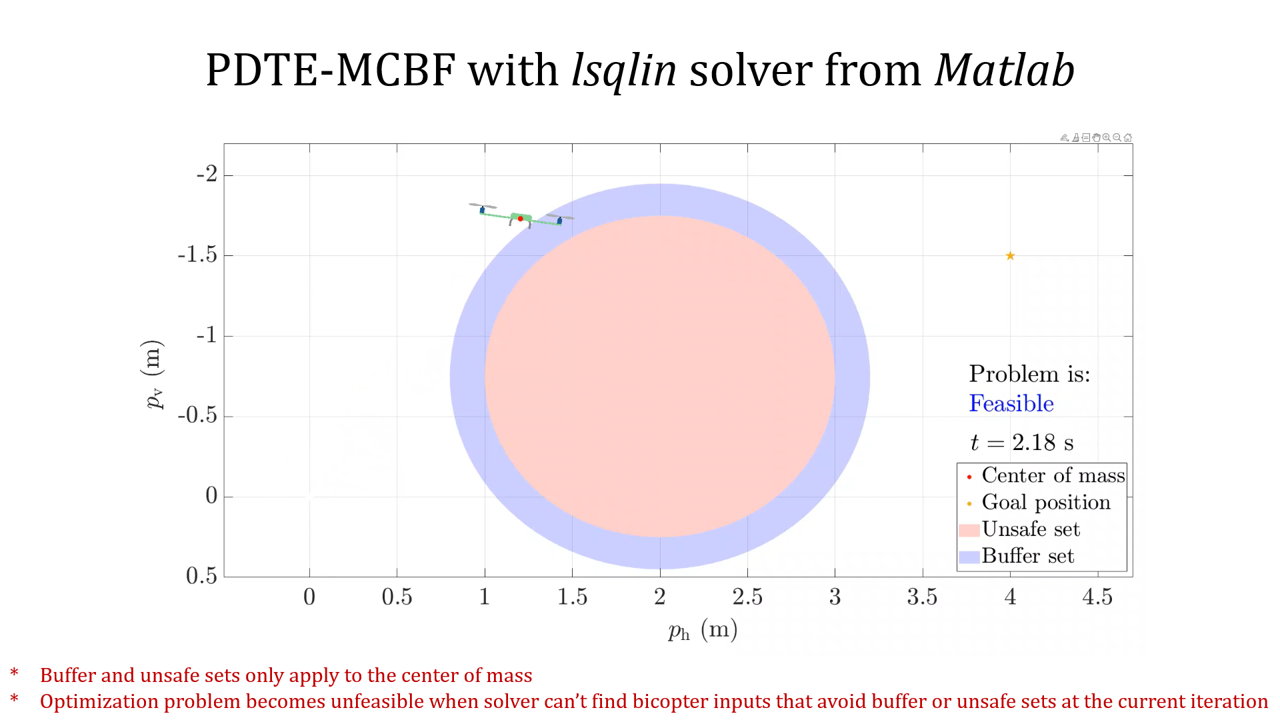 PDTE-MCBF with lsqlin solver from Matlab
-2
-1.5
-1
-0.5
0
0.5
p_v (m)
0 0.5 1 1.5 2 2.5 3 3.5 4 4.5
p_h (m)
Problem is:
Feasible
t = 2.18 s
Center of mass
Goal position
Unsafe set
Buffer set
* Buffer and unsafe sets only apply to the center of mass
* Optimization problem becomes unfeasible when solver can't find bicopter inputs that avoid buffer or unsafe sets at the current iteration